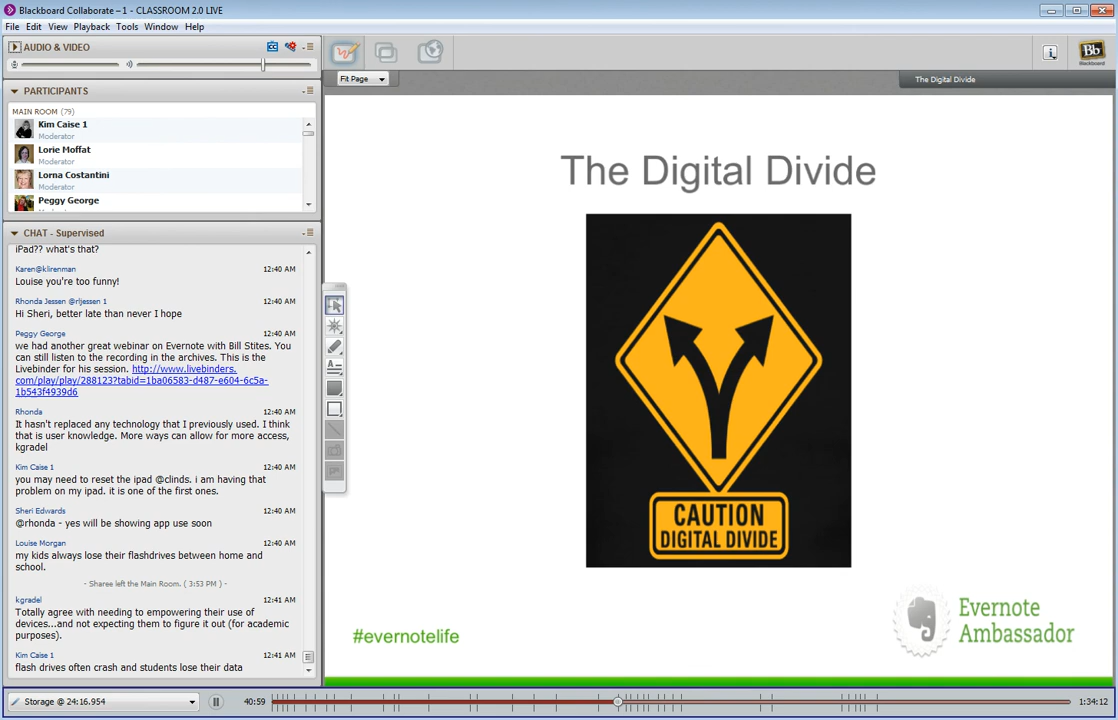 Blackboard Collaborate – 1 - CLASSROOM 2.0 LIVE
File Edit View Playback Tools Window Help
AUDIO & VIDEO
PARTICIPANTS
MAIN ROOM (79)
Kim Caise 1
Moderator
Lorie Moffat
Moderator
Lorna Costantini
Moderator
Peggy George
CHAT - Supervised
iPad?? what's that?
Karen@klirenman 12:40 AM
Louise you're too funny!
Rhonda Jessen @rljessen 1 12:40 AM
Hi Sheri, better late than never I hope
Peggy George 12:40 AM
we had another great webinar on Evernote with Bill Stites. You
can still listen to the recording in the archives. This is the
Livebinder for his session. http://www.livebinders.
com/play/play/288123?tabid=1ba06583-d487-e604-6c5a-
1b543f4939d6
Rhonda 12:40 AM
It hasn't replaced any technology that I previously used. I think
that is user knowledge. More ways can allow for more access,
kgradel
Kim Caise 1 12:40 AM
you may need to reset the ipad @clinds. i am having that
problem on my ipad. it is one of the first ones.
Sheri Edwards 12:40 AM
@rhonda - yes will be showing app use soon
Louise Morgan 12:40 AM
my kids always lose their flashdrives between home and
school.
- Sharee left the Main Room. ( 3:53 PM ) -
kgradel 12:41 AM
Totally agree with needing to empowering their use of
devices...and not expecting them to figure it out (for academic
purposes).
Kim Caise 1 12:41 AM
flash drives often crash and students lose their data
Storage @ 24:16.954
40:59
1:34:12
Fit Page
Bb
Blackboard
The Digital Divide
The Digital Divide
CAUTION
DIGITAL DIVIDE
#evernotelife
Evernote
Ambassador